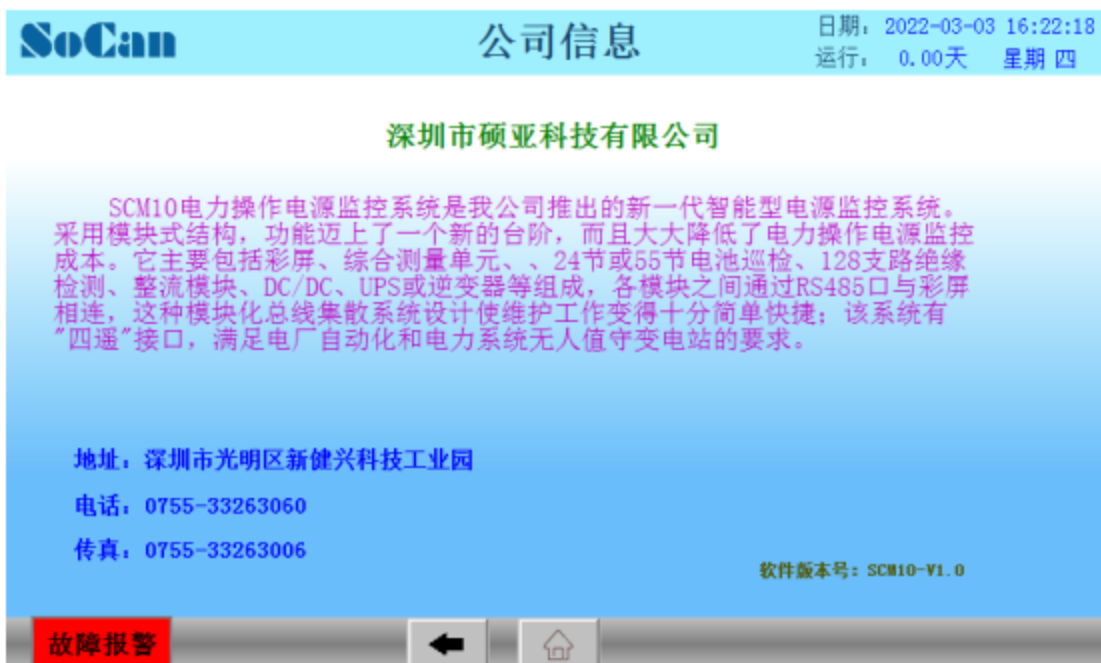 SoCan
公司信息
日期：2022-03-03 16:22:18
运行：0.00天 星期 四
深圳市硕亚科技有限公司
SCM10电力操作电源监控系统是我公司推出的新一代智能型电源监控系统。
采用模块式结构，功能迈上了一个新的台阶，而且大大降低了电力操作电源监控
成本。它主要包括彩屏、综合测量单元、、24节或55节电池巡检、128支路绝缘
检测、整流模块、DC/DC、UPS或逆变器等组成，各模块之间通过RS485口与彩屏
相连，这种模块化总线集散系统设计使维护工作变得十分简单快捷；该系统有
"四遥"接口，满足电厂自动化和电力系统无人值守变电站的要求。
地址：深圳市光明区新健兴科技工业园
电话：0755-33263060
传真：0755-33263006
软件版本号：SCM10-V1.0
故障报警